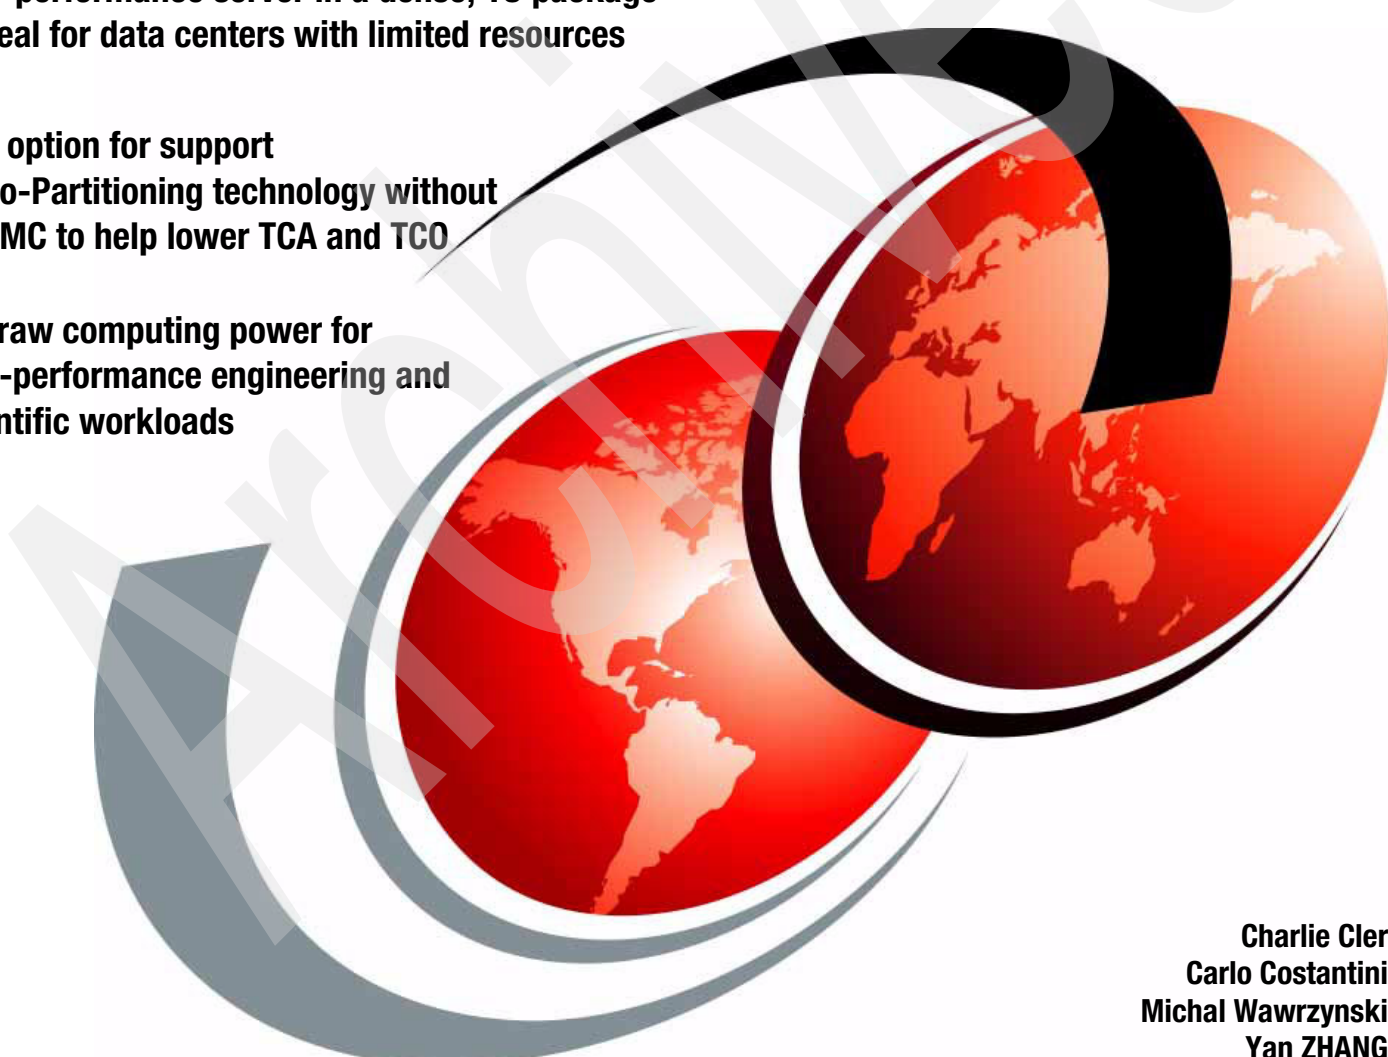 performance server in a dense,
eal for data centers with limited resources
option for support
o-Partitioning technology without
MC to help lower TCA and TCO
raw computing power for
-performance engineering and
ntific workloads
Charlie Cler
Carlo Costantini
Michal Wawrzynski
Yan ZHANG
Archive